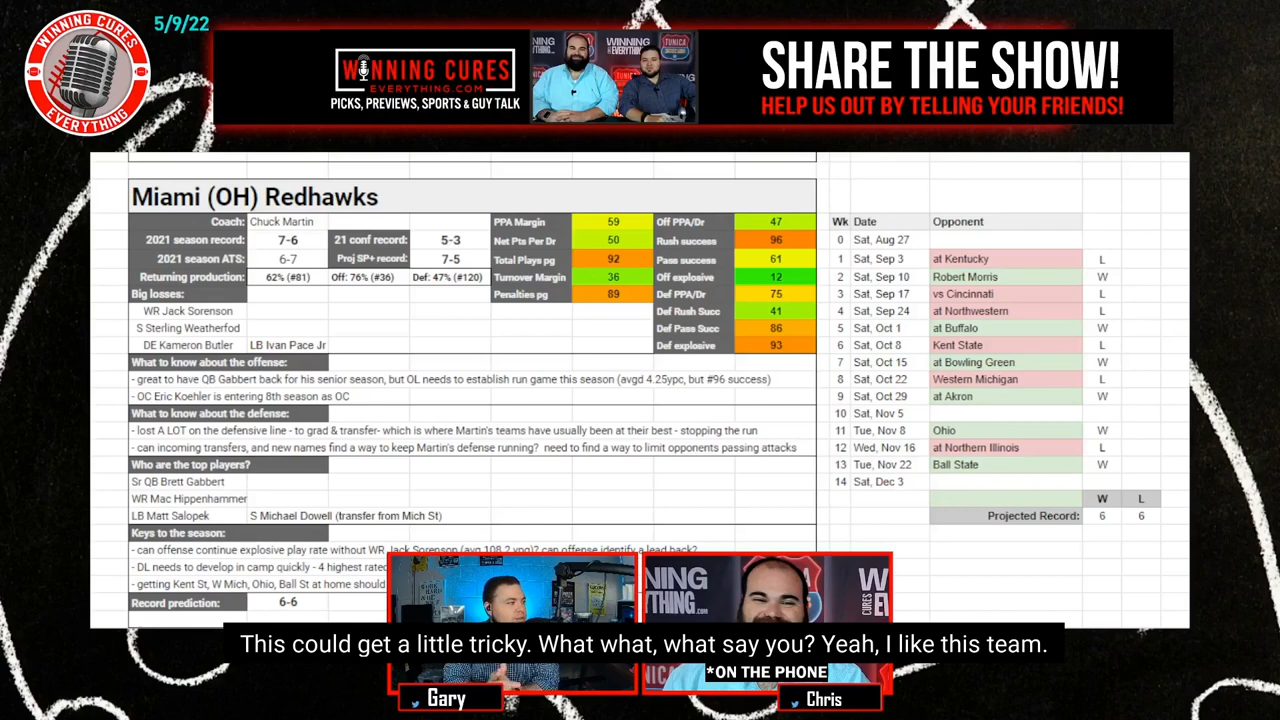 5/9/22
WINNING CURES
EVERYTHING
WINNING CURES
EVERYTHING.COM
PICKS, PREVIEWS, SPORTS & GUY TALK
SHARE THE SHOW!
HELP US OUT BY TELLING YOUR FRIENDS!
Miami (OH) Redhawks
Coach: Chuck Martin
2021 season record: 7-6 21 conf record: 5-3
2021 season ATS: 6-7 Proj SP+ record: 7-5
Returning production: 62% (#81) Off: 76% (#36) Def: 47% (#120)
Big losses:
WR Jack Sorenson
S Sterling Weatherfod
DE Kameron Butler LB Ivan Pace Jr
PPA Margin 59 Off PPA/Dr 47
Net Pts Per Dr 50 Rush success 96
Total Plays pg 92 Pass success 61
Turnover Margin 36 Off explosive 12
Penalties pg 89 Def PPA/Dr 75
Def Rush Succ 41
Def Pass Succ 86
Def explosive 93
What to know about the offense:
- great to have QB Gabbert back for his senior season, but OL needs to establish run game this season (avgd 4.25ypc, but #96 success)
- OC Eric Koehler is entering 8th season as OC
What to know about the defense:
- lost A LOT on the defensive line - to grad & transfer- which is where Martin's teams have usually been at their best - stopping the run
- can incoming transfers, and new names find a way to keep Martin's defense running? need to find a way to limit opponents passing attacks
Who are the top players?
Sr QB Brett Gabbert
WR Mac Hippenhammer
LB Matt Salopek S Michael Dowell (transfer from Mich St)
Keys to the season:
- can offense continue explosive play rate without WR Jack Sorenson (avg 108.2 ypg)? can offense identify a lead back?
- DL needs to develop in camp quickly - 4 highest rated
- getting Kent St, W Mich, Ohio, Ball St at home should
Record prediction: 6-6
Wk Date Opponent
0 Sat, Aug 27
1 Sat, Sep 3 at Kentucky L
2 Sat, Sep 10 Robert Morris W
3 Sat, Sep 17 vs Cincinnati L
4 Sat, Sep 24 at Northwestern L
5 Sat, Oct 1 at Buffalo W
6 Sat, Oct 8 Kent State L
7 Sat, Oct 15 at Bowling Green W
8 Sat, Oct 22 Western Michigan L
9 Sat, Oct 29 at Akron W
10 Sat, Nov 5
11 Tue, Nov 8 Ohio W
12 Wed, Nov 16 at Northern Illinois L
13 Tue, Nov 22 Ball State W
14 Sat, Dec 3
W L
Projected Record: 6 6
This could get a little tricky. What what, what say you? Yeah, I like this team.
*ON THE PHONE
Gary
Chris